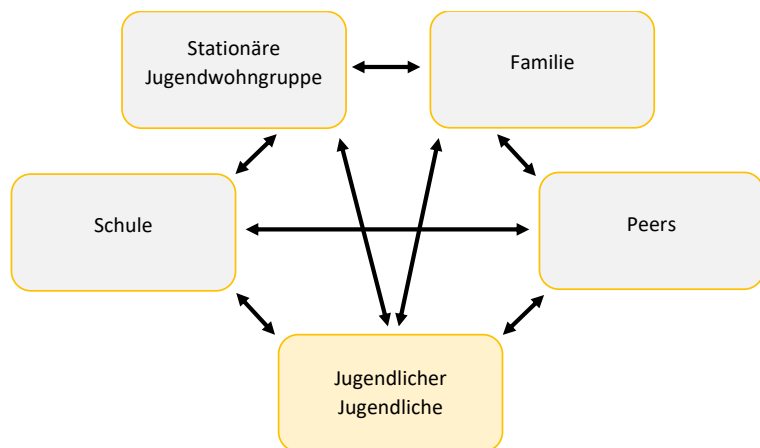 Stationäre
Jugendwohngruppe
Familie
Schule
Peers
Jugendlicher
Jugendliche